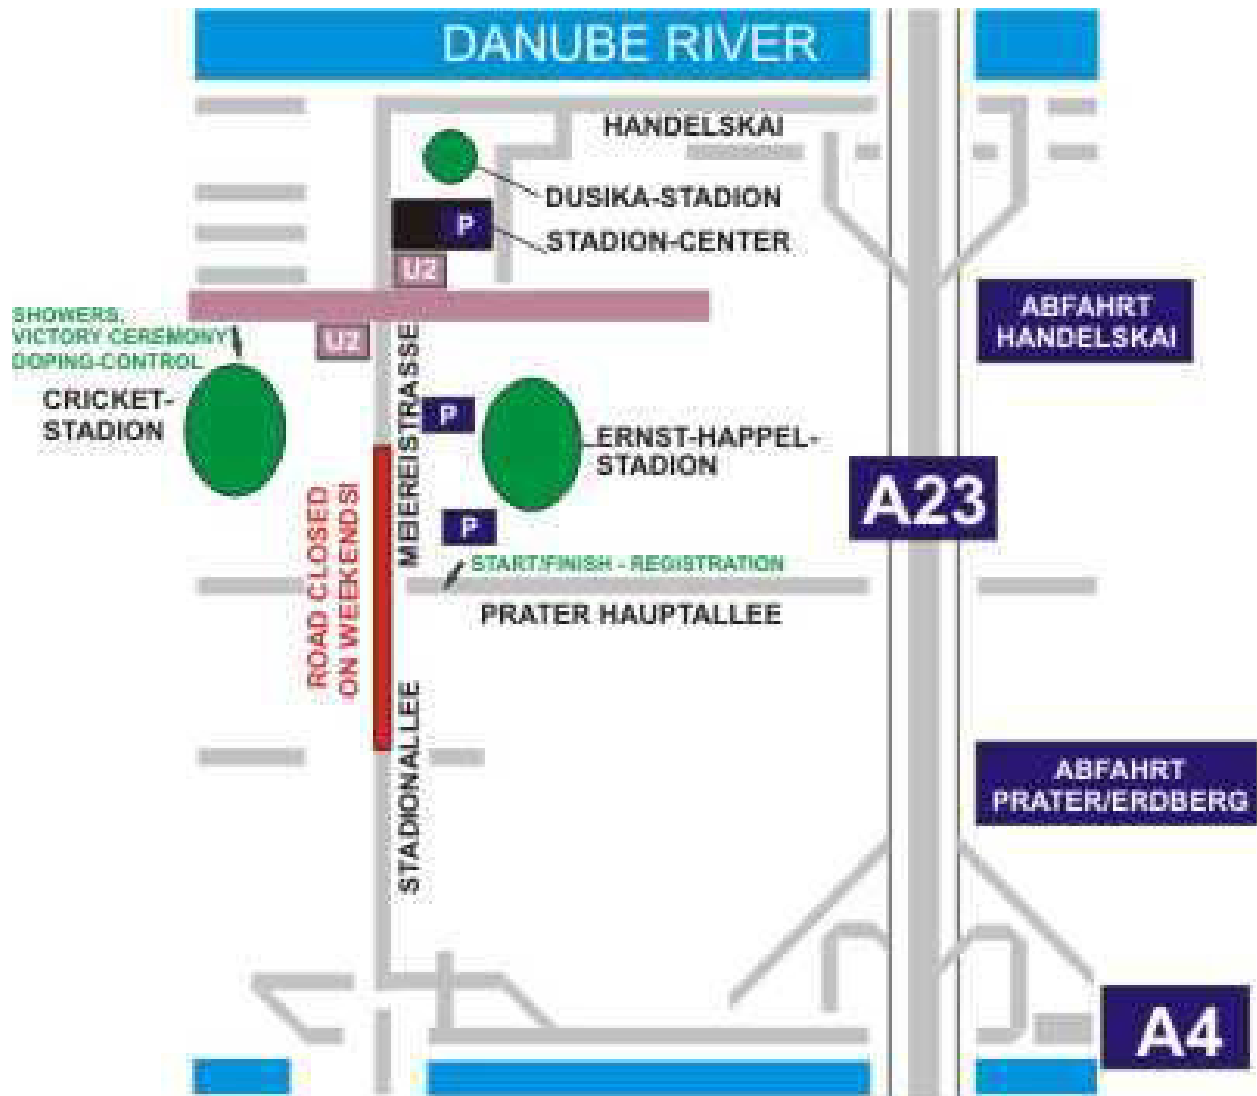 DANUBE RIVER
HANDELSKAI
DUSIKA-STADION
P
STADION-CENTER
U2
SHOWERS,
VICTORY CEREMONY
DOPING-CONTROL
U2
ABFAHRT
HANDELSKAI
CRICKET-
STADION
P
MEIEREISTRASSE
ERNST-HAPPEL-
STADION
A23
ROAD CLOSED
ON WEEKENDS!
P
START/FINISH - REGISTRATION
PRATER HAUPTALLEE
STADIONALLEE
ABFAHRT
PRATER/ERDBERG
A4